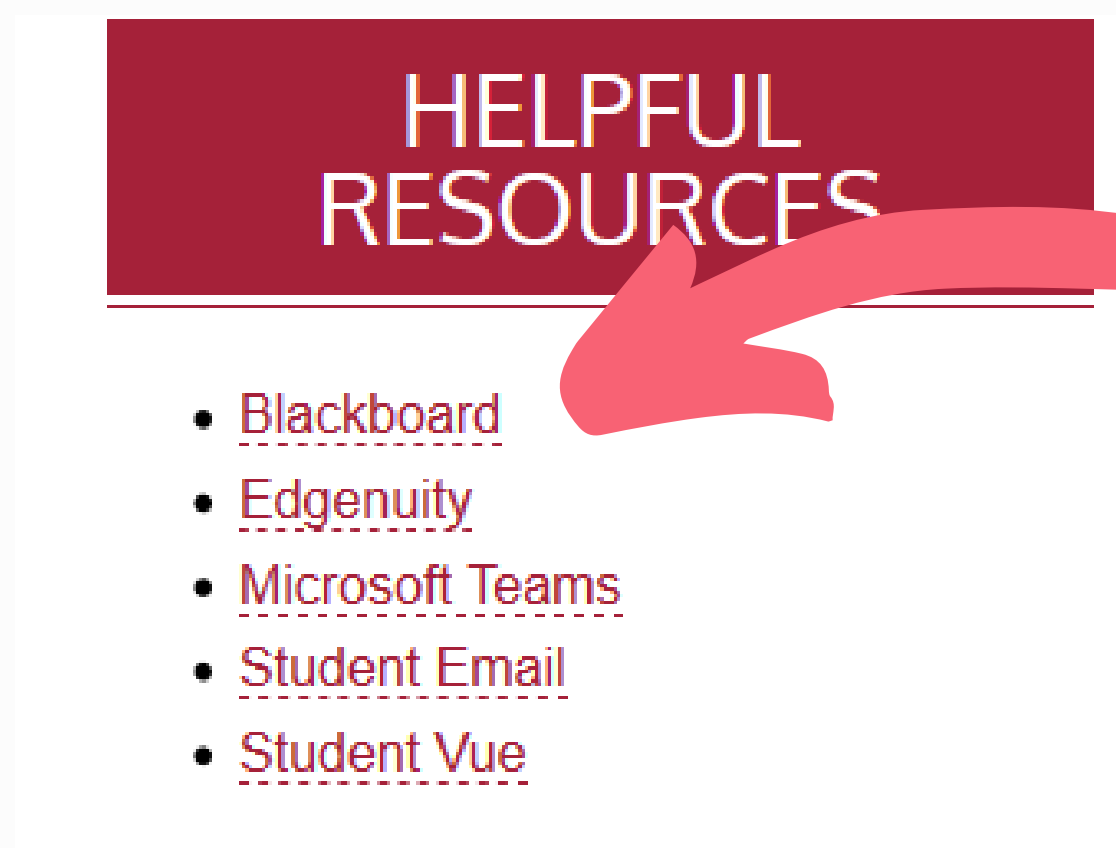 HELPFUL
RESOURCES
Blackboard
Edgenuity
Microsoft Teams
Student Email
Student Vue